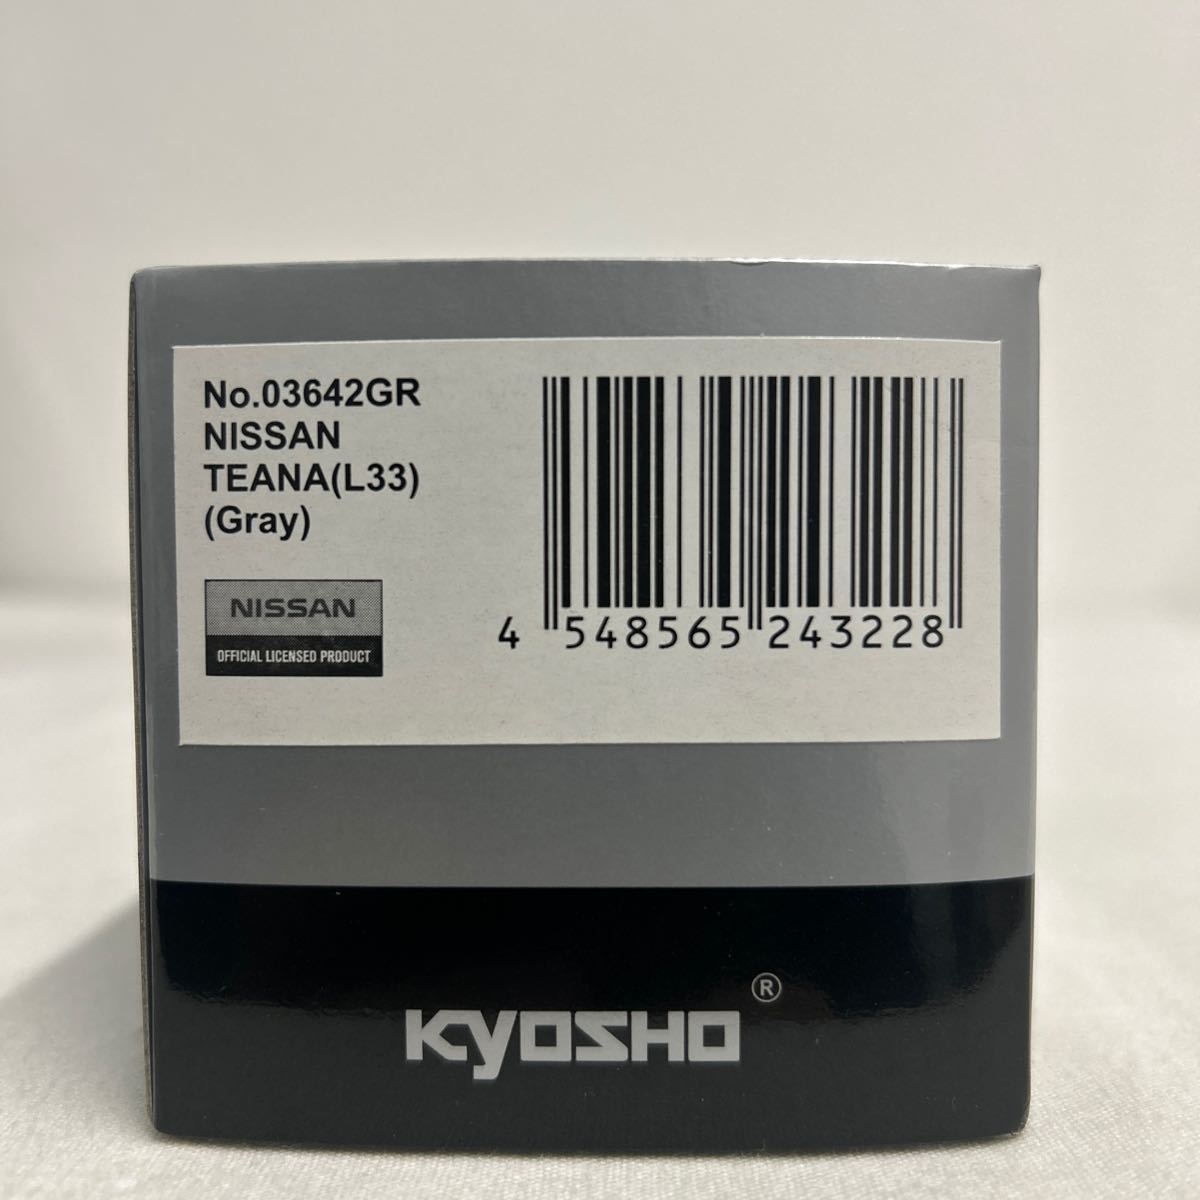 No.03642GR
NISSAN
TEANA(L33)
(Gray)
NISSAN
OFFICIAL LICENSED PRODUCT
4 548565 243228
KYOSHO®